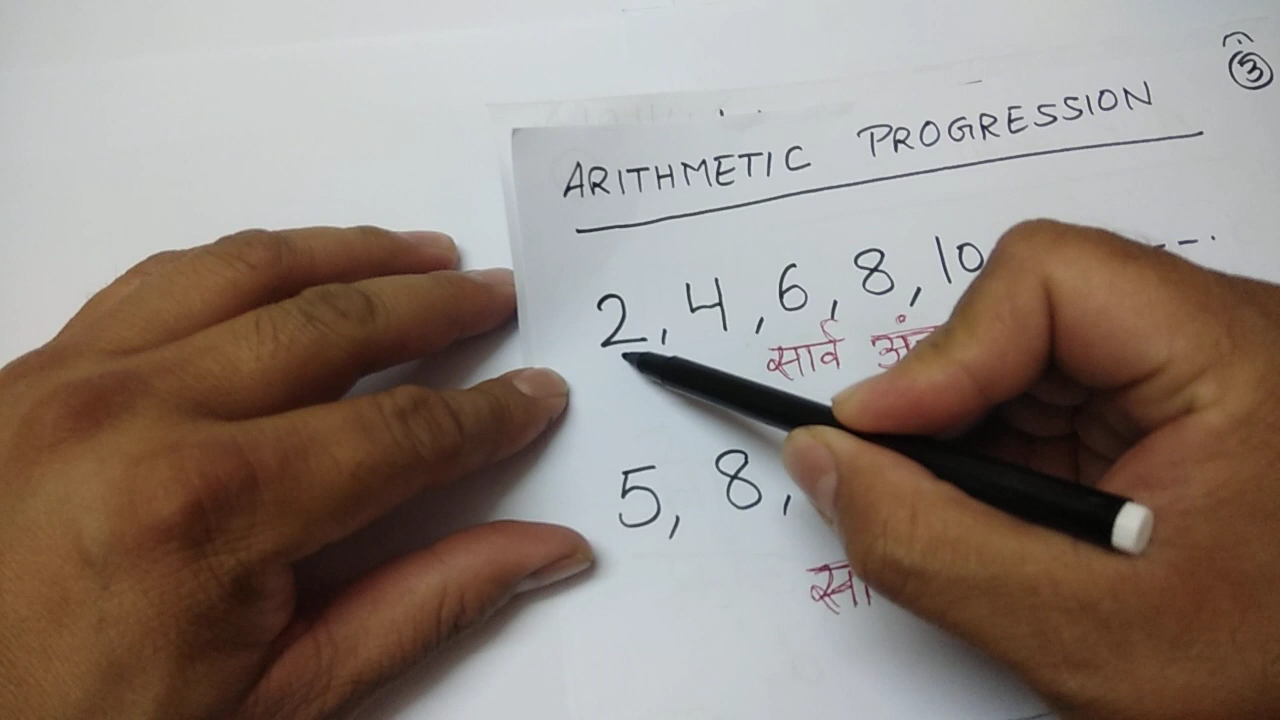 ③
ARITHMETIC PROGRESSION
2, 4, 6, 8, 10
सार्व
5, 8,